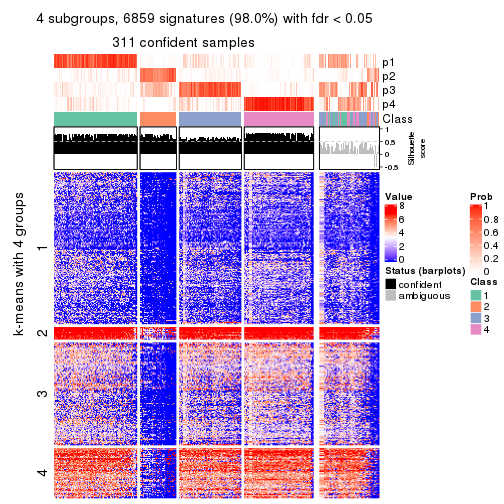 4 subgroups, 6859 signatures (98.0%) with fdr < 0.05
311 confident samples
p1
p2
p3
p4
Class
1
0.5
0
-0.5
Silhouette
score
k-means with 4 groups
1
2
3
4
Value
8
6
4
2
0
Status (barplots)
confident
ambiguous
Prob
1
0.8
0.6
0.4
0.2
0
Class
1
2
3
4